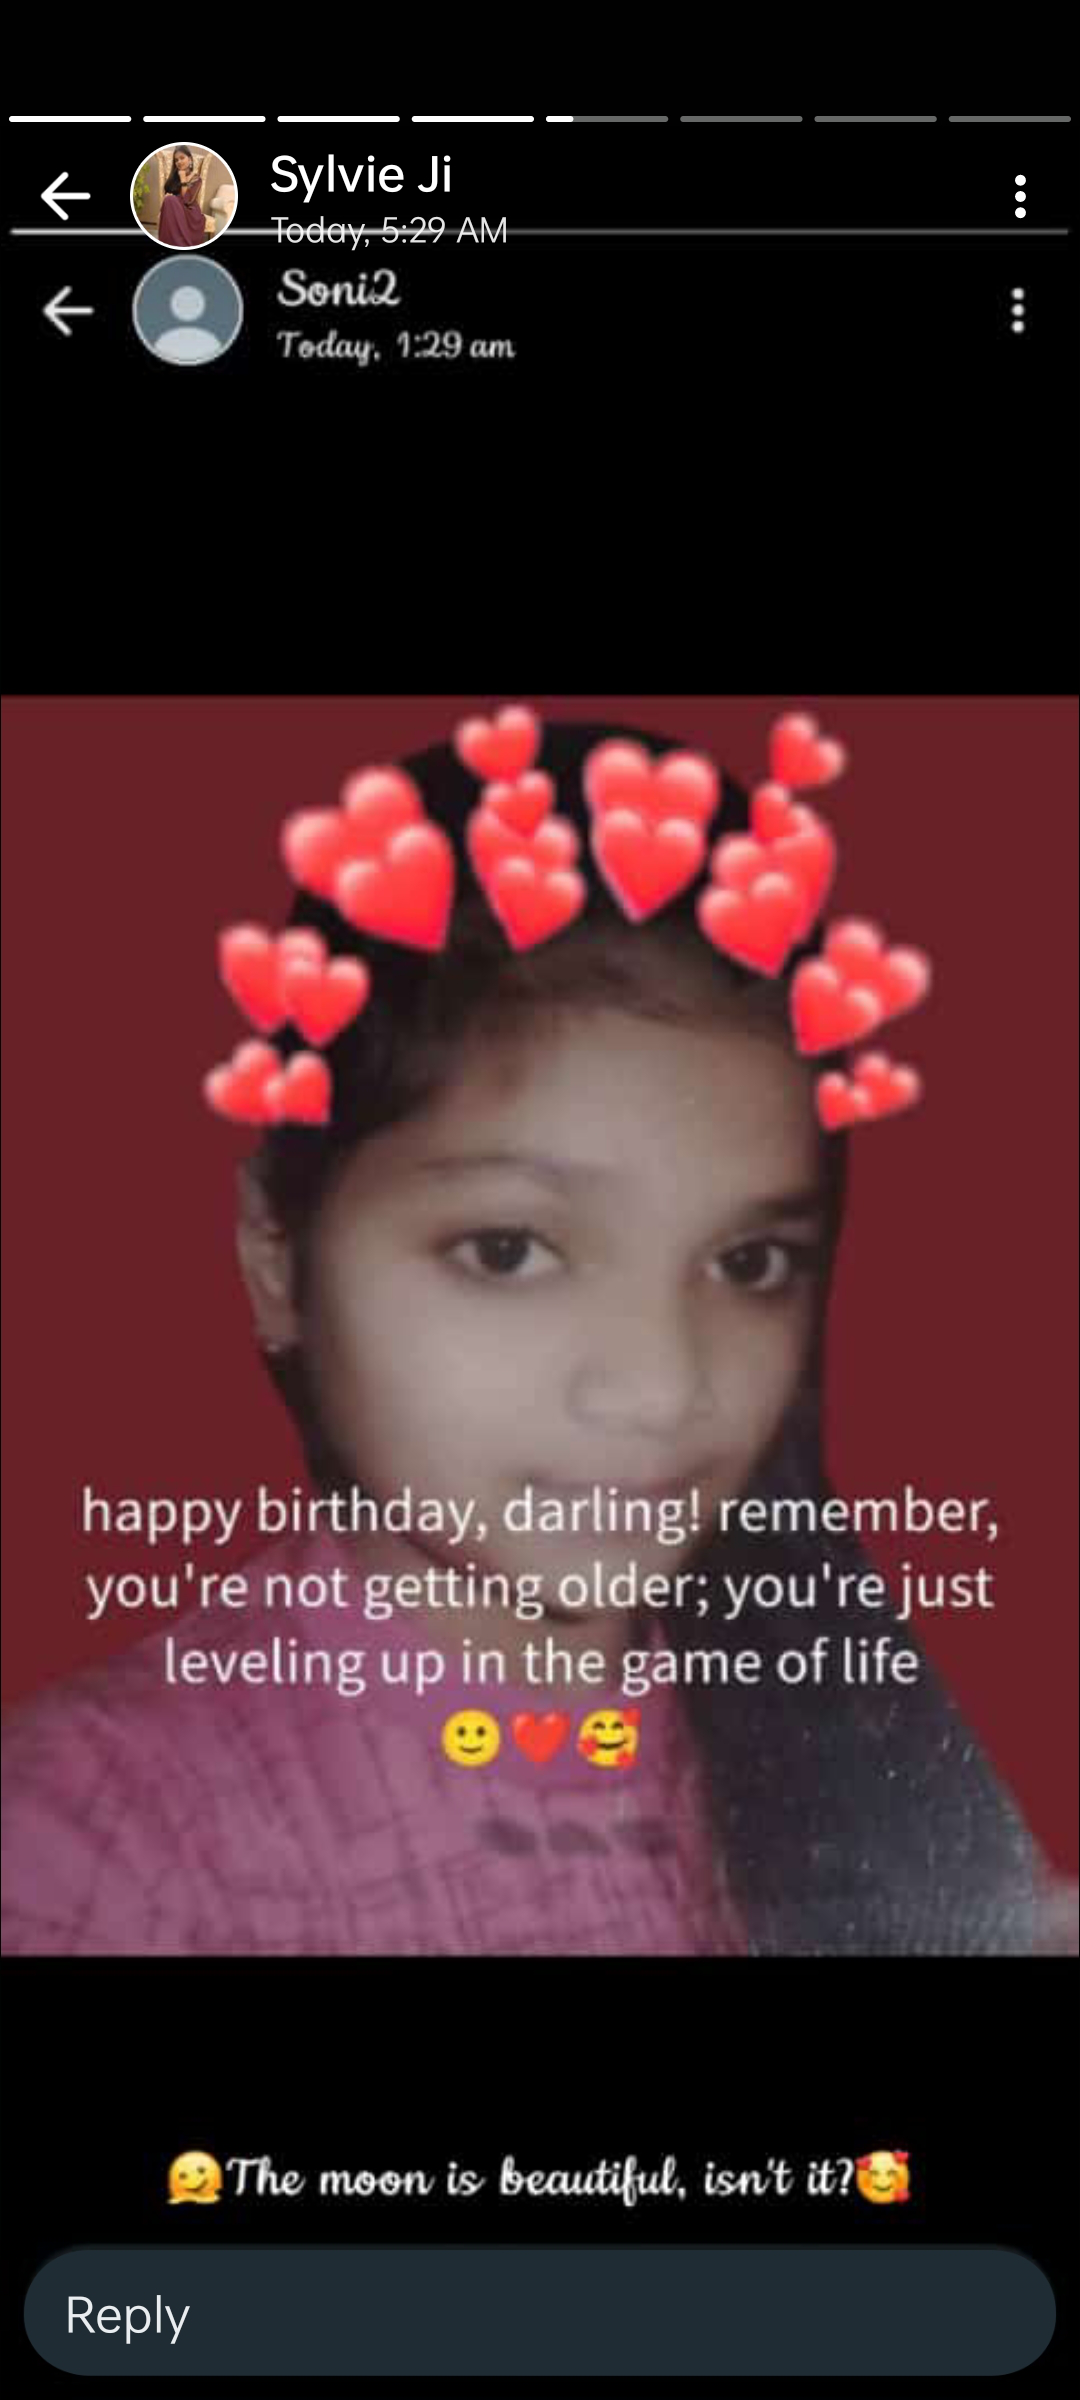 Sylvie Ji
Today, 5:29 AM
Soni2
Today, 1:29 am
happy birthday, darling! remember,
you're not getting older; you're just
leveling up in the game of life
🙂❤️🥰
🫠The moon is beautiful, isn't it?🥰
Reply